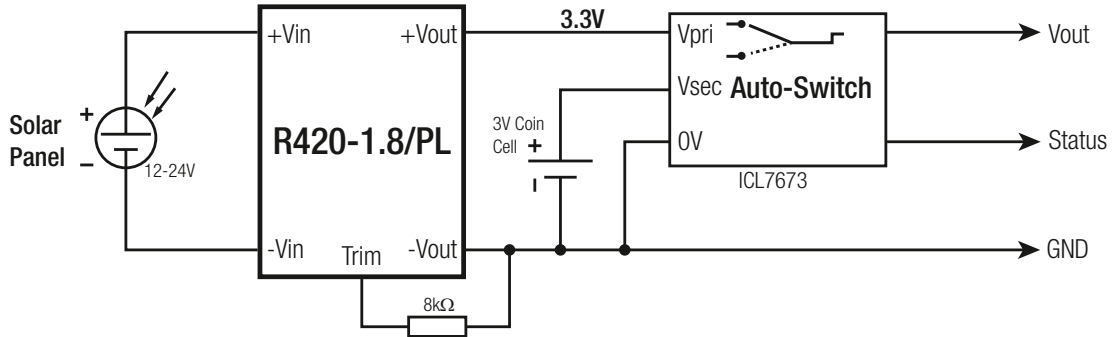 3.3V
+Vin
+Vout
Vpri
Vout
Vsec
Auto-Switch
Solar
Panel
+
−
12-24V
R420-1.8/PL
3V Coin
Cell
+
−
0V
Status
ICL7673
-Vin
Trim
-Vout
GND
8kΩ